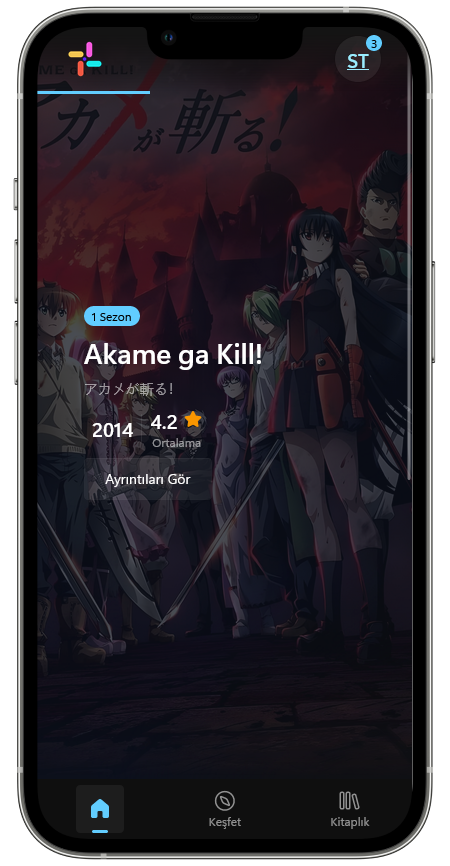 3
ST
AME GA KILL!
アカメが斬る!
1 Sezon
Akame ga Kill!
アカメが斬る!
2014
4.2
Ortalama
Ayrıntıları Gör
Keşfet
Kitaplık